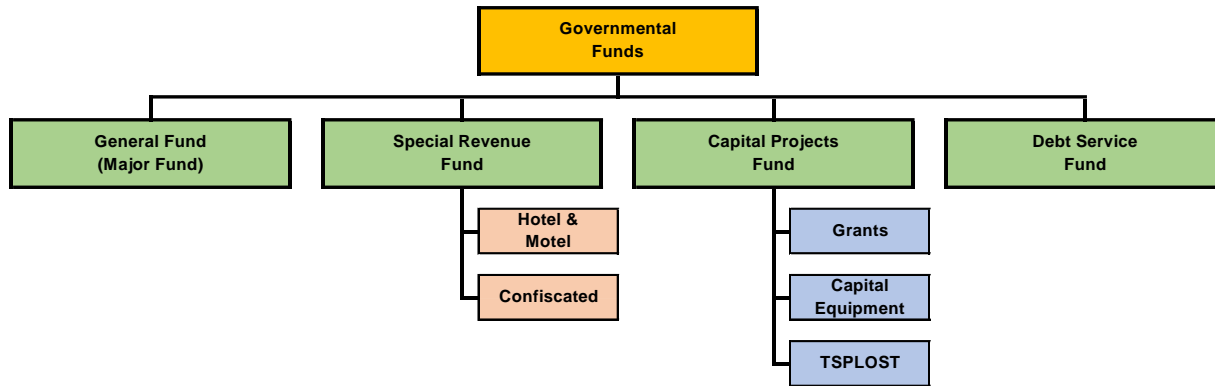 Governmental
Funds
General Fund
(Major Fund)
Special Revenue
Fund
Capital Projects
Fund
Debt Service
Fund
Hotel &
Motel
Confiscated
Grants
Capital
Equipment
TSPLOST